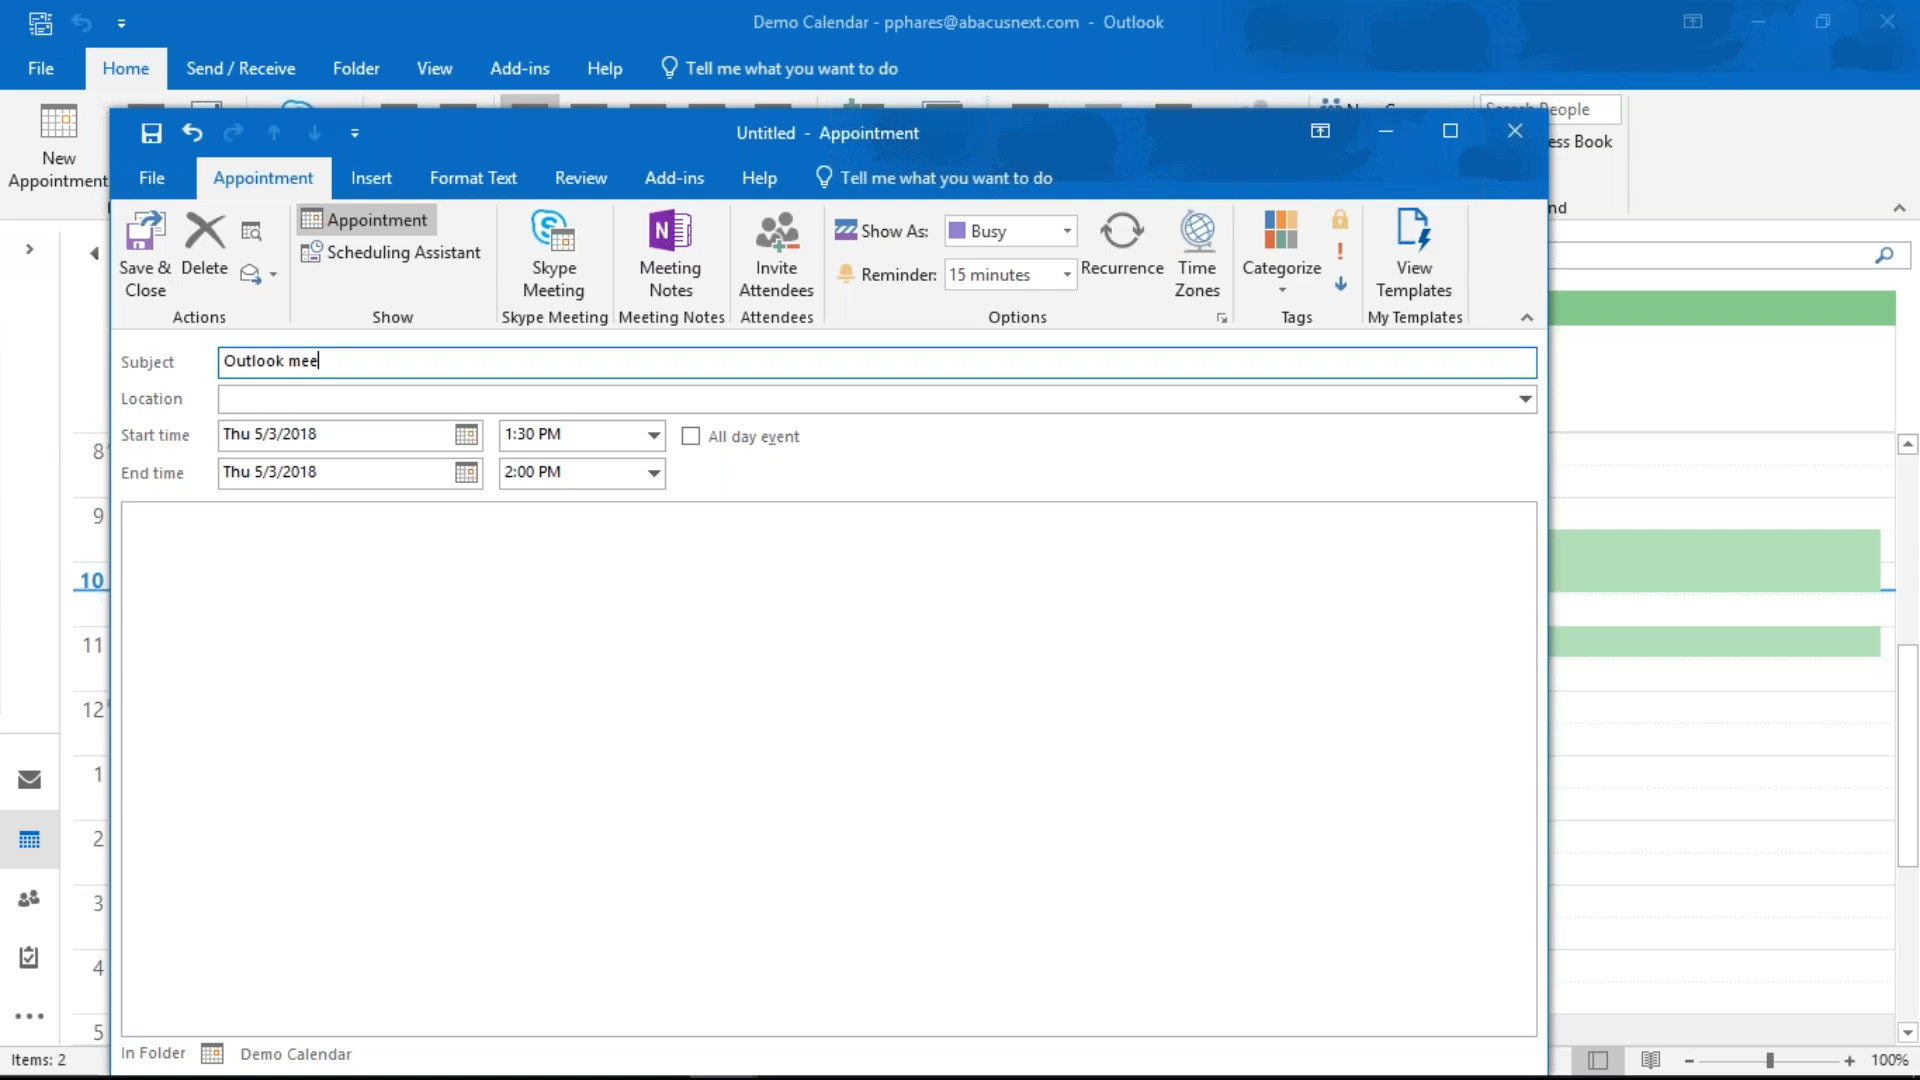 Demo Calendar - pphares@abacusnext.com - Outlook
File Home Send / Receive Folder View Add-ins Help Tell me what you want to do
New Appointment
People
ess Book
nd
Untitled - Appointment
File Appointment Insert Format Text Review Add-ins Help Tell me what you want to do
Save & Close
Delete
Actions
Appointment
Scheduling Assistant
Show
Skype Meeting
Skype Meeting
Meeting Notes
Meeting Notes
Invite Attendees
Attendees
Show As: Busy
Reminder: 15 minutes
Recurrence
Time Zones
Options
Categorize
Tags
View Templates
My Templates
Subject Outlook mee
Location
Start time Thu 5/3/2018 1:30 PM All day event
End time Thu 5/3/2018 2:00 PM
8
9
10
11
12
1
2
3
4
5
In Folder Demo Calendar
Items: 2
100%